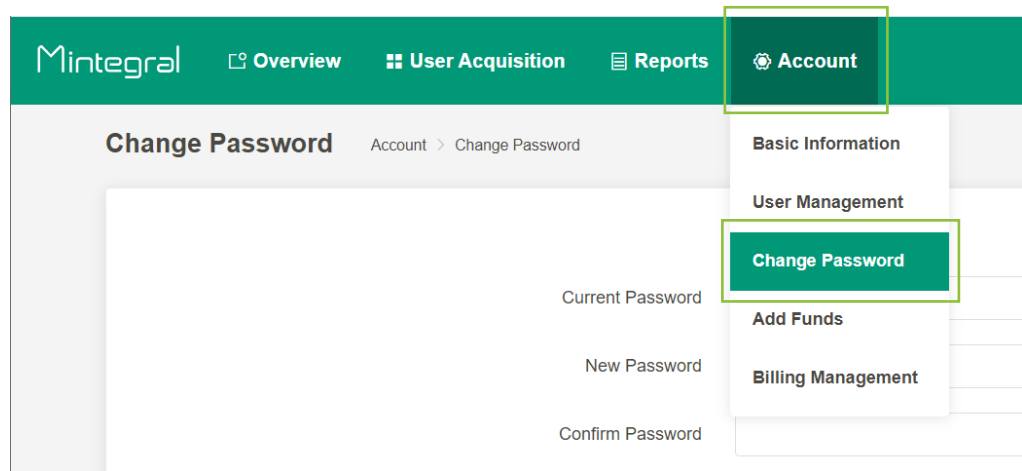 Mintegral Overview User Acquisition Reports Account
Change Password Account > Change Password
Basic Information
User Management
Change Password
Add Funds
Billing Management
Current Password
New Password
Confirm Password